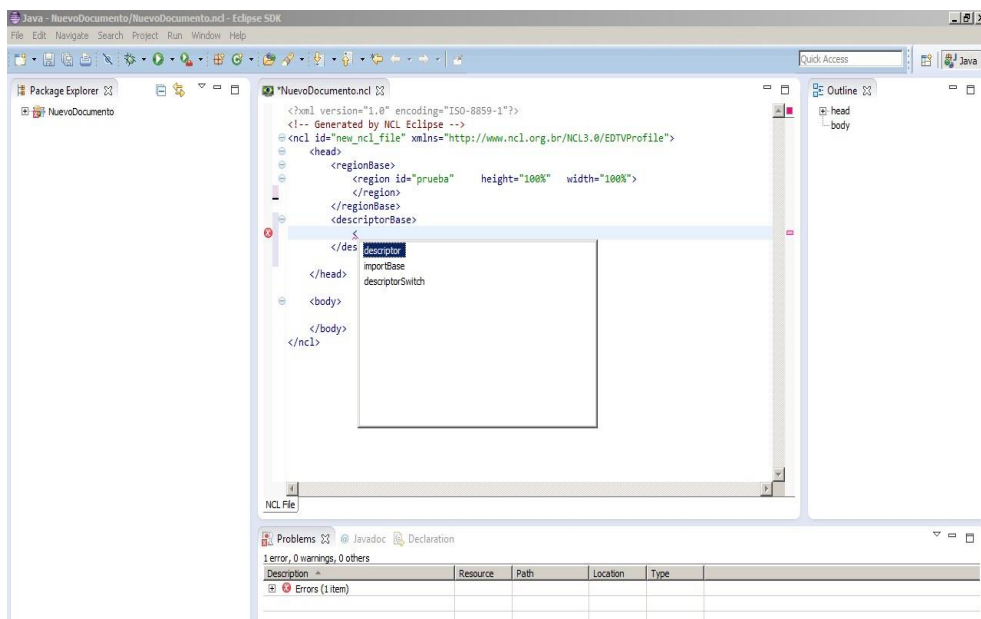 Java - NuevoDocumento/NuevoDocumento.ncl - Eclipse SDK
File Edit Navigate Search Project Run Window Help
Quick Access
Java
Package Explorer
NuevoDocumento
*NuevoDocumento.ncl
<?xml version="1.0" encoding="ISO-8859-1"?>
<!-- Generated by NCL Eclipse -->
<ncl id="new_ncl_file" xmlns="http://www.ncl.org.br/NCL3.0/EDTVProfile">
<head>
<regionBase>
<region id="prueba" height="100%" width="100%">
</region>
</regionBase>
<descriptorBase>
<
</des
descriptor
importBase
descriptorSwitch
</head>
<body>
</body>
</ncl>
NCL File
Outline
head
body
Problems Javadoc Declaration
1 error, 0 warnings, 0 others
Description Resource Path Location Type
Errors (1 item)